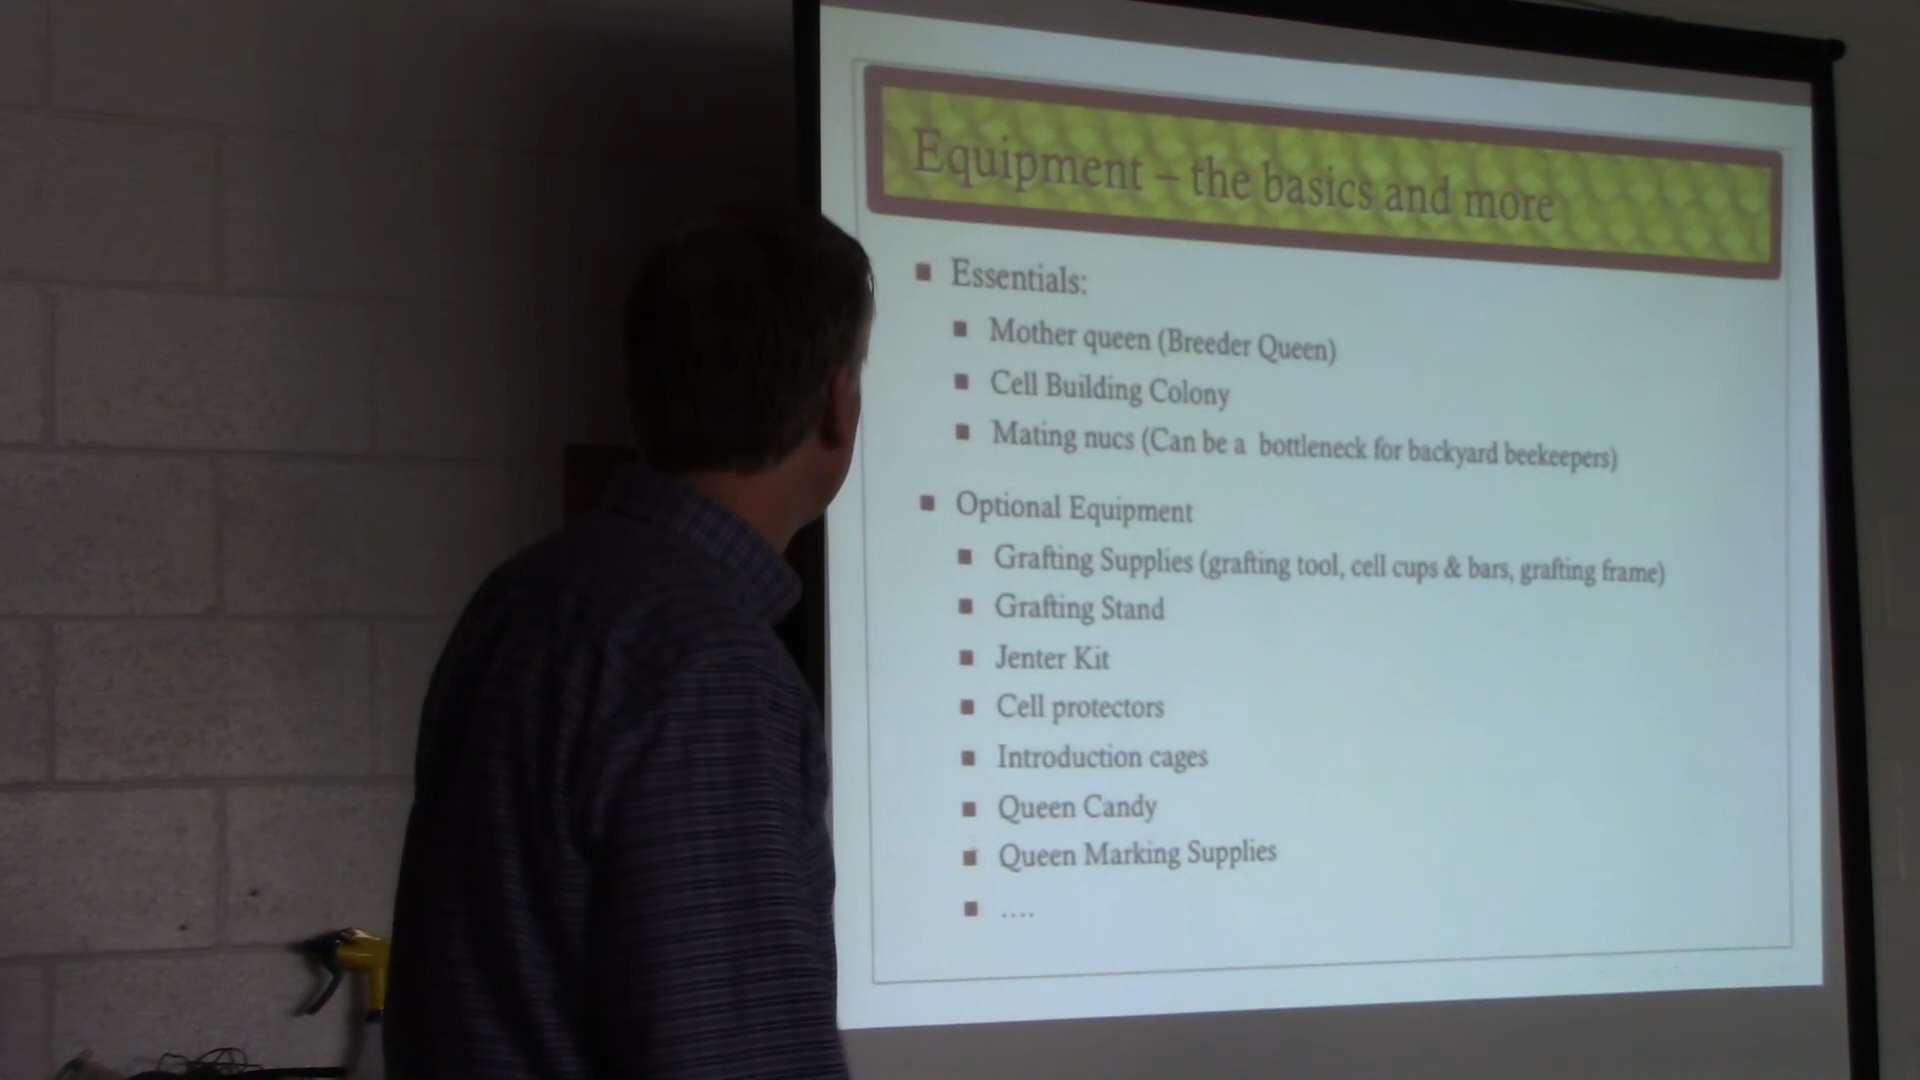 Equipment – the basics and more
Essentials:
Mother queen (Breeder Queen)
Cell Building Colony
Mating nucs (Can be a bottleneck for backyard beekeepers)
Optional Equipment
Grafting Supplies (grafting tool, cell cups & bars, grafting frame)
Grafting Stand
Jenter Kit
Cell protectors
Introduction cages
Queen Candy
Queen Marking Supplies
....